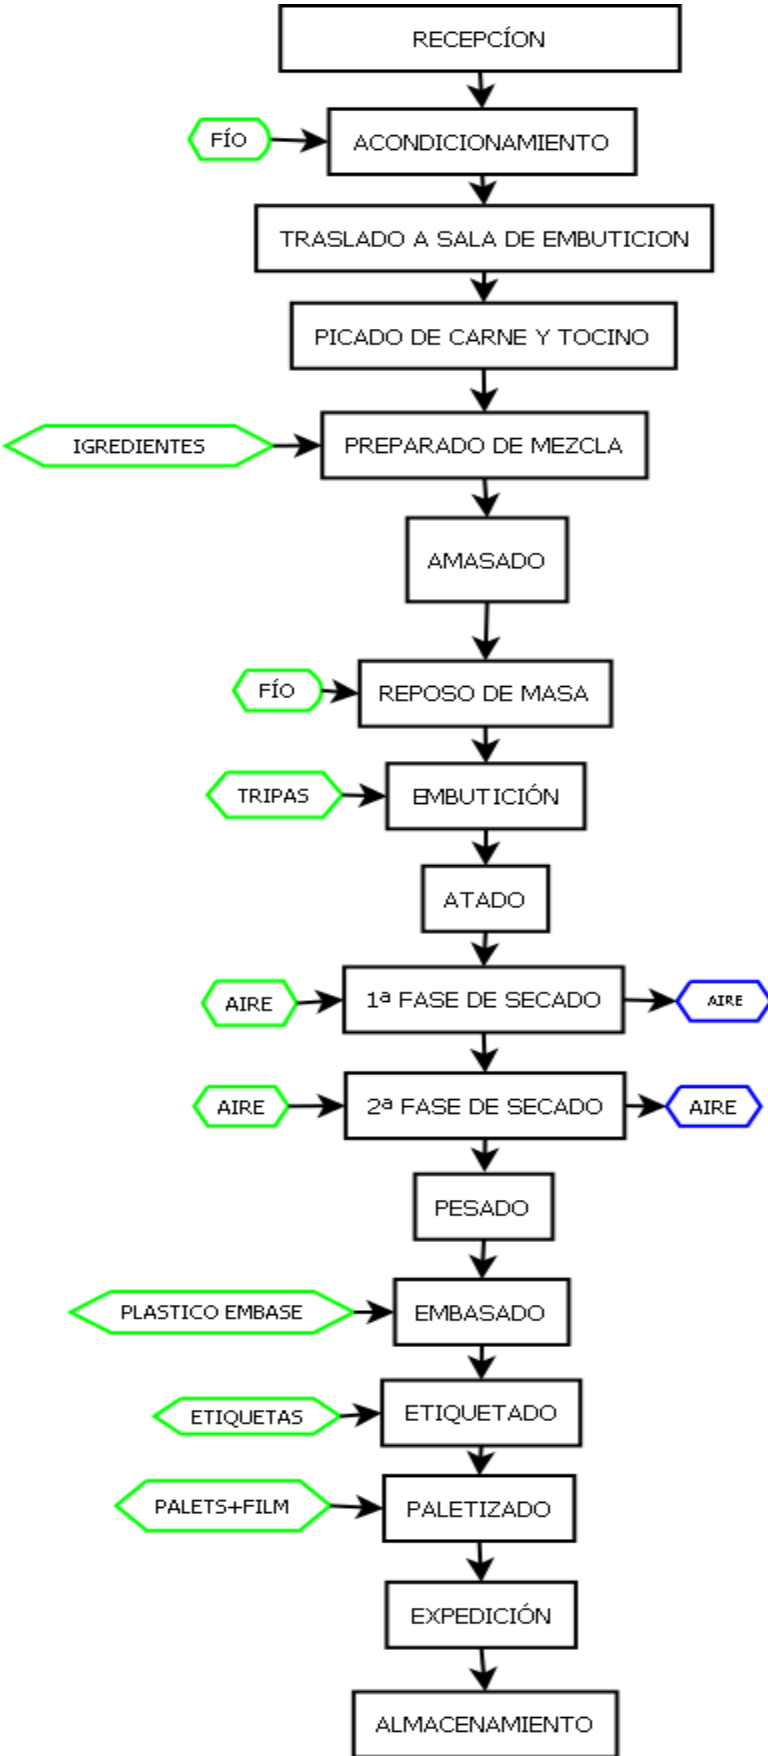 RECEPCÍON
FÍO
ACONDICIONAMIENTO
TRASLADO A SALA DE EMBUTICION
PICADO DE CARNE Y TOCINO
IGREDIENTES
PREPARADO DE MEZCLA
AMASADO
FÍO
REPOSO DE MASA
TRIPAS
EMBUTICIÓN
ATADO
AIRE
1ª FASE DE SECADO
AIRE
AIRE
2ª FASE DE SECADO
AIRE
PESADO
PLASTICO EMBASE
EMBASADO
ETIQUETAS
ETIQUETADO
PALETS+FILM
PALETIZADO
EXPEDICIÓN
ALMACENAMIENTO